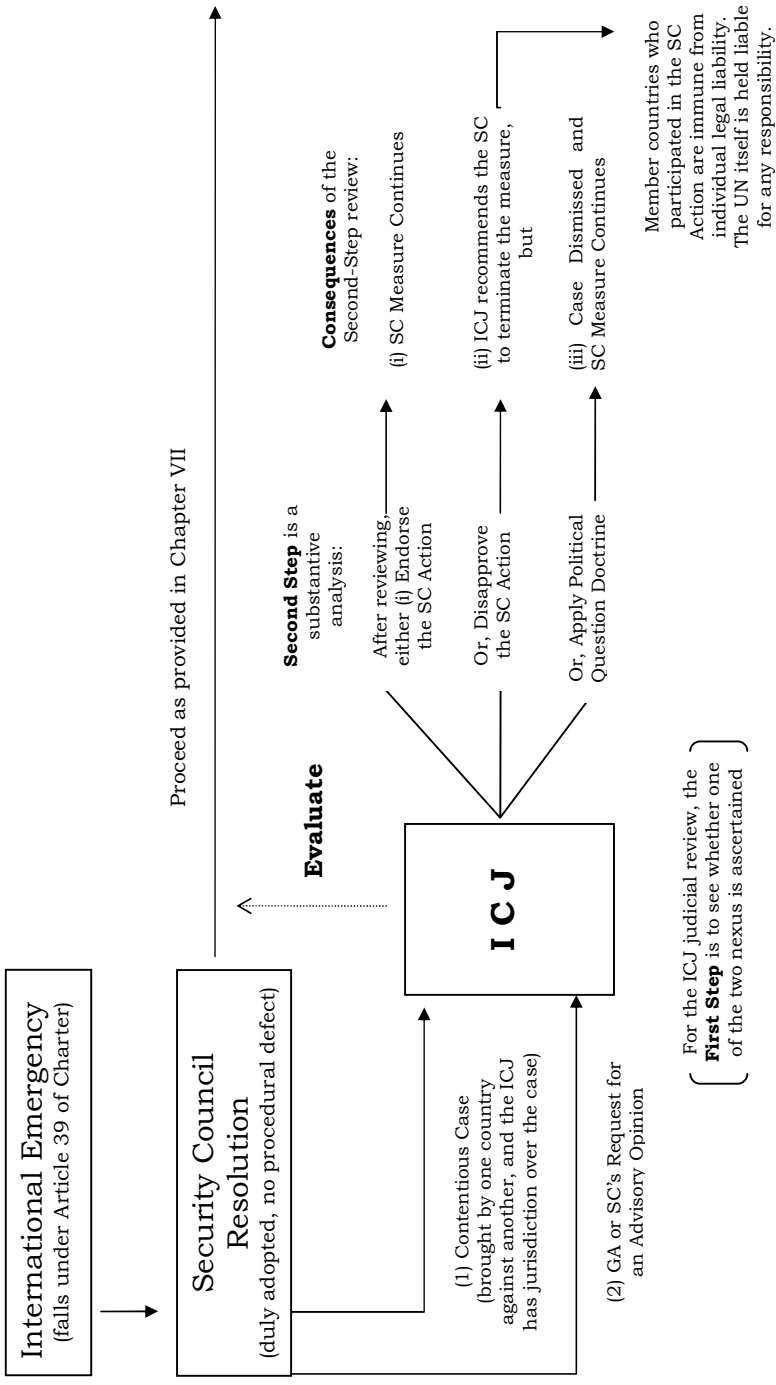 International Emergency
(falls under Article 39 of Charter)
Security Council
Resolution
(duly adopted, no procedural defect)
Proceed as provided in Chapter VII
(1) Contentious Case
(brought by one country
against another, and the ICJ
has jurisdiction over the case)
(2) GA or SC's Request for
an Advisory Opinion
Evaluate
I C J
For the ICJ judicial review, the
First Step is to see whether one
of the two nexus is ascertained
Second Step is a
substantive
analysis:
After reviewing,
either (i) Endorse
the SC Action
Or, Disapprove
the SC Action
Or, Apply Political
Question Doctrine
Consequences of the
Second-Step review:
(i) SC Measure Continues
(ii) ICJ recommends the SC
to terminate the measure,
but
(iii) Case Dismissed and
SC Measure Continues
Member countries who
participated in the SC
Action are immune from
individual legal liability.
The UN itself is held liable
for any responsibility.